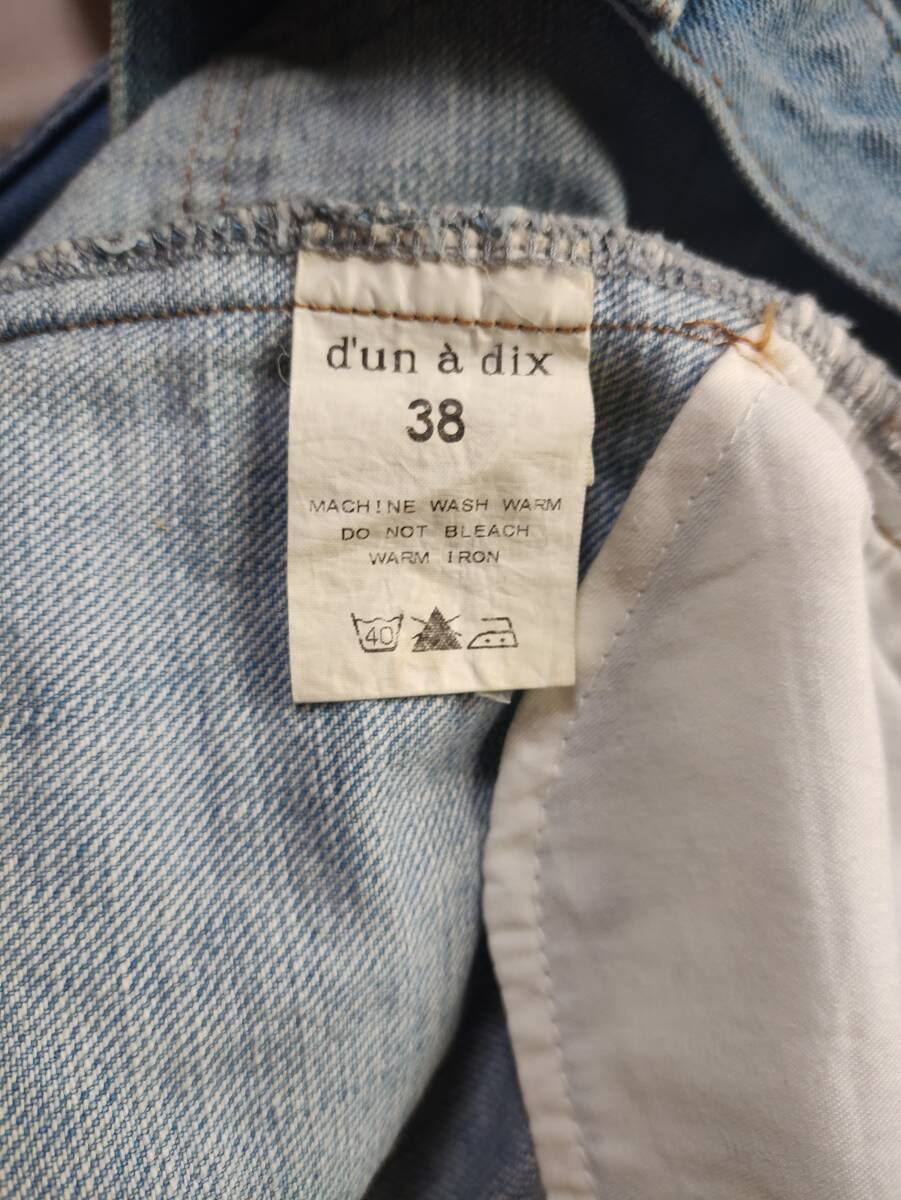 d'un à dix
38
MACHINE WASH WARM
DO NOT BLEACH
WARM IRON
40